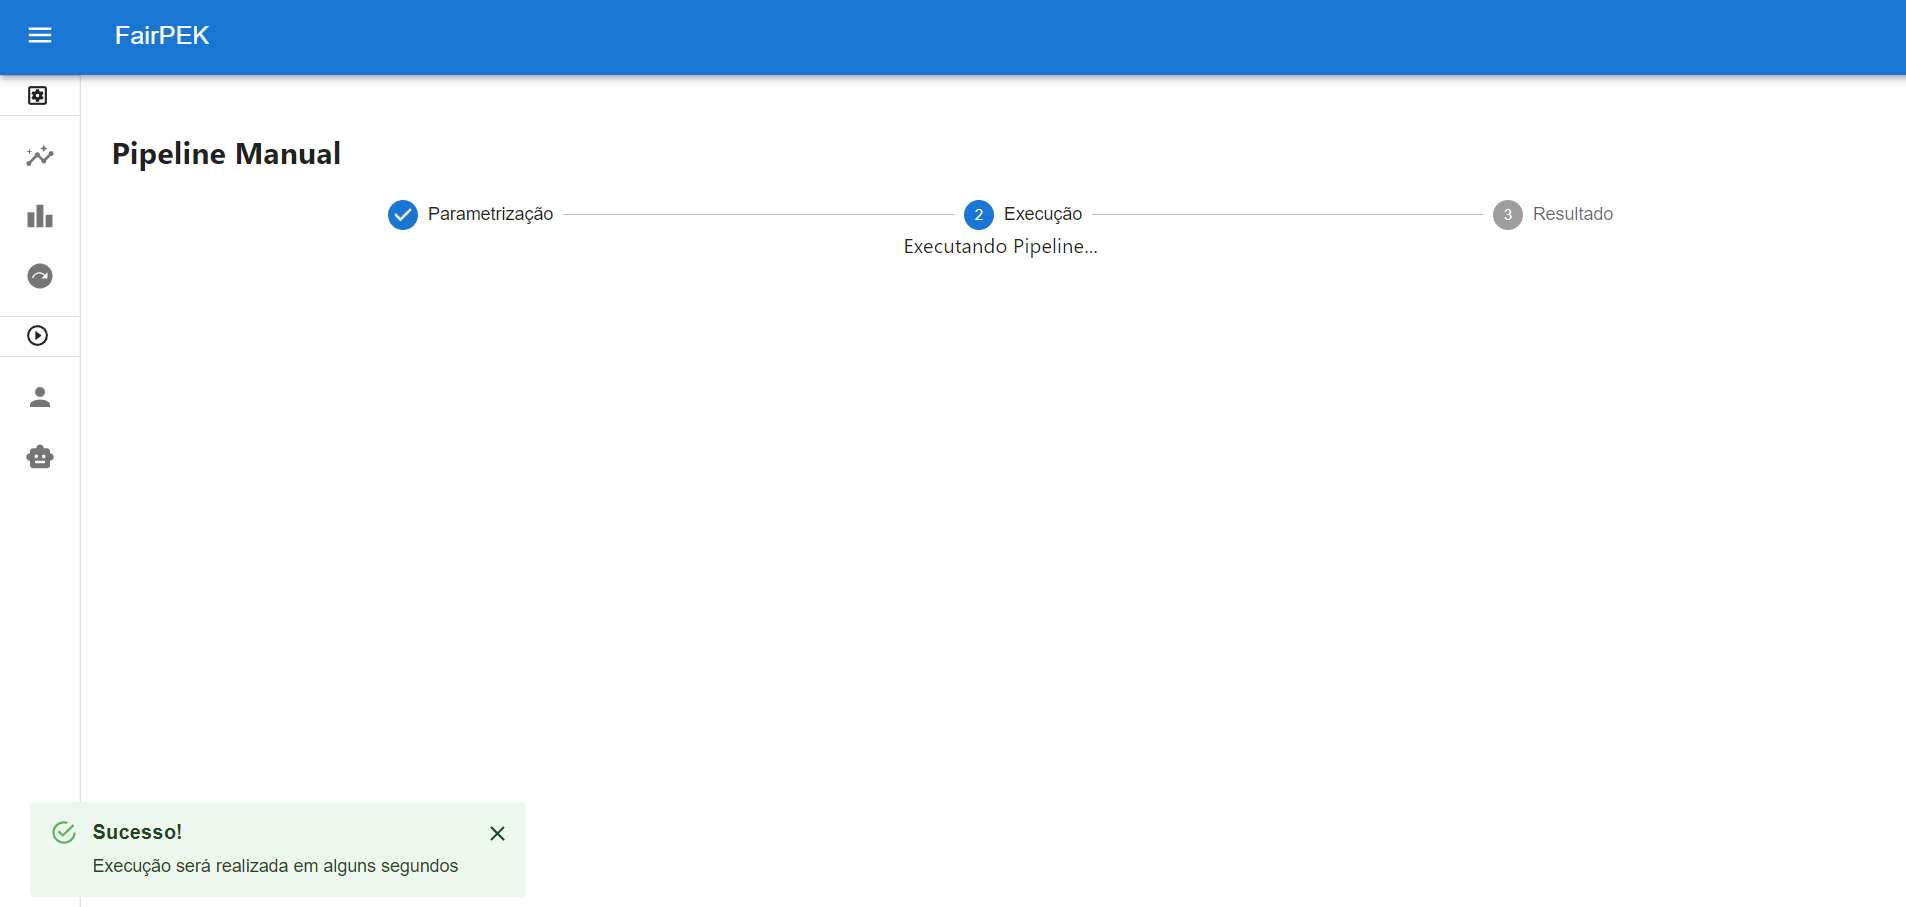 FairPEK
Pipeline Manual
Parametrização
2 Execução
3 Resultado
Executando Pipeline...
Sucesso!
Execução será realizada em alguns segundos